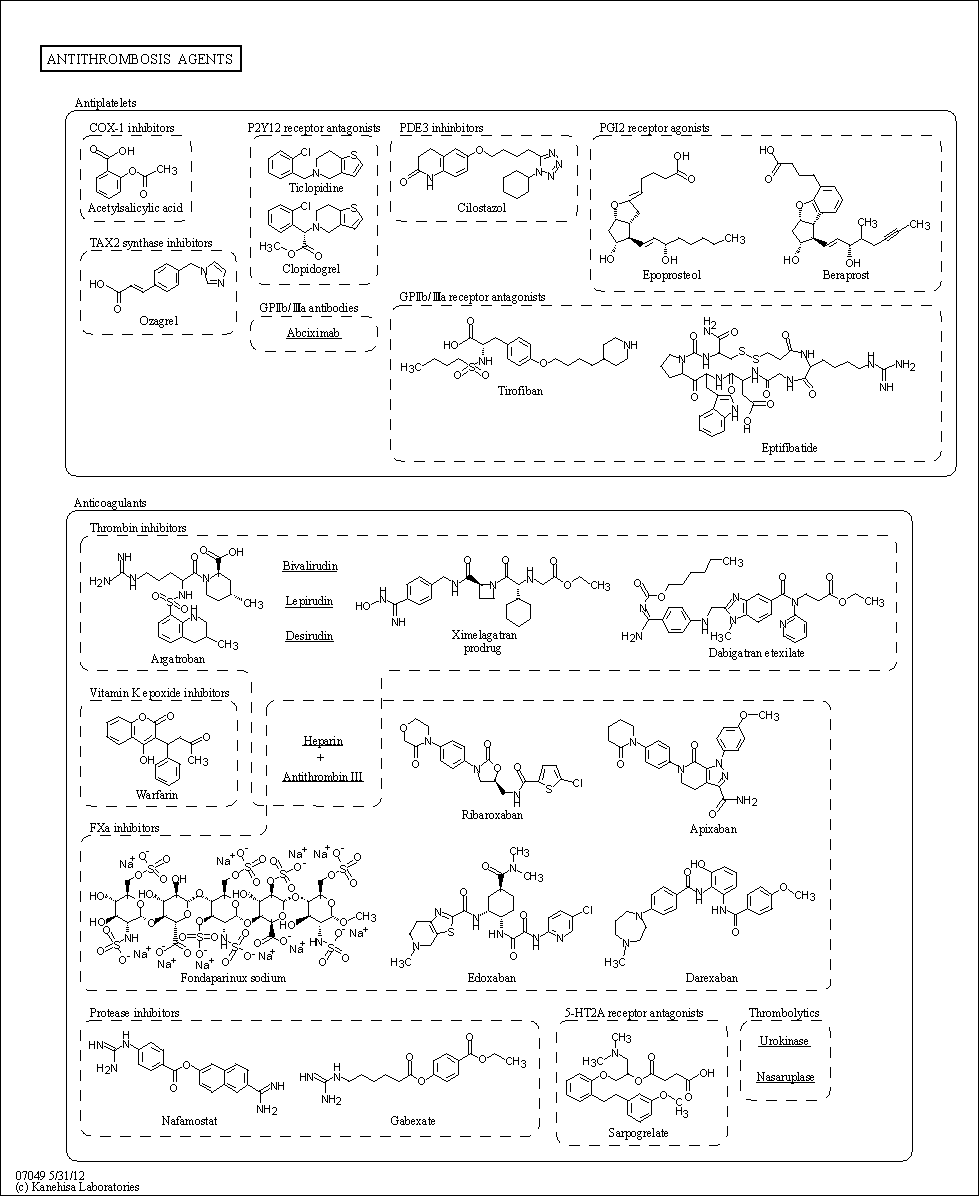 ANTITHROMBOSIS AGENTS
Antiplatelets
COX-1 inhibitors
Acetylsalicylic acid
P2Y12 receptor antagonists
Ticlopidine
Clopidogrel
PDE3 inhinbitors
Cilostazol
PGI2 receptor agonists
Epoprosteol
Beraprost
TAX2 synthase inhibitors
Ozagrel
GPIIb/IIIa antibodies
Abciximab
GPIIb/IIIa receptor antagonists
Tirofiban
Eptifibatide
Anticoagulants
Thrombin inhibitors
Argatroban
Bivalirudin
Lepirudin
Desirudin
Ximelagatran
prodrug
Dabigatran etexilate
Vitamin K epoxide inhibitors
Warfarin
Heparin
+
Antithrombin III
Ribaroxaban
Apixaban
FXa inhibitors
Fondaparinux sodium
Edoxaban
Darexaban
Protease inhibitors
Nafamostat
Gabexate
5-HT2A receptor antagonists
Sarpogrelate
Thrombolytics
Urokinase
Nasaruplase
07049 5/31/12
(c) Kanehisa Laboratories